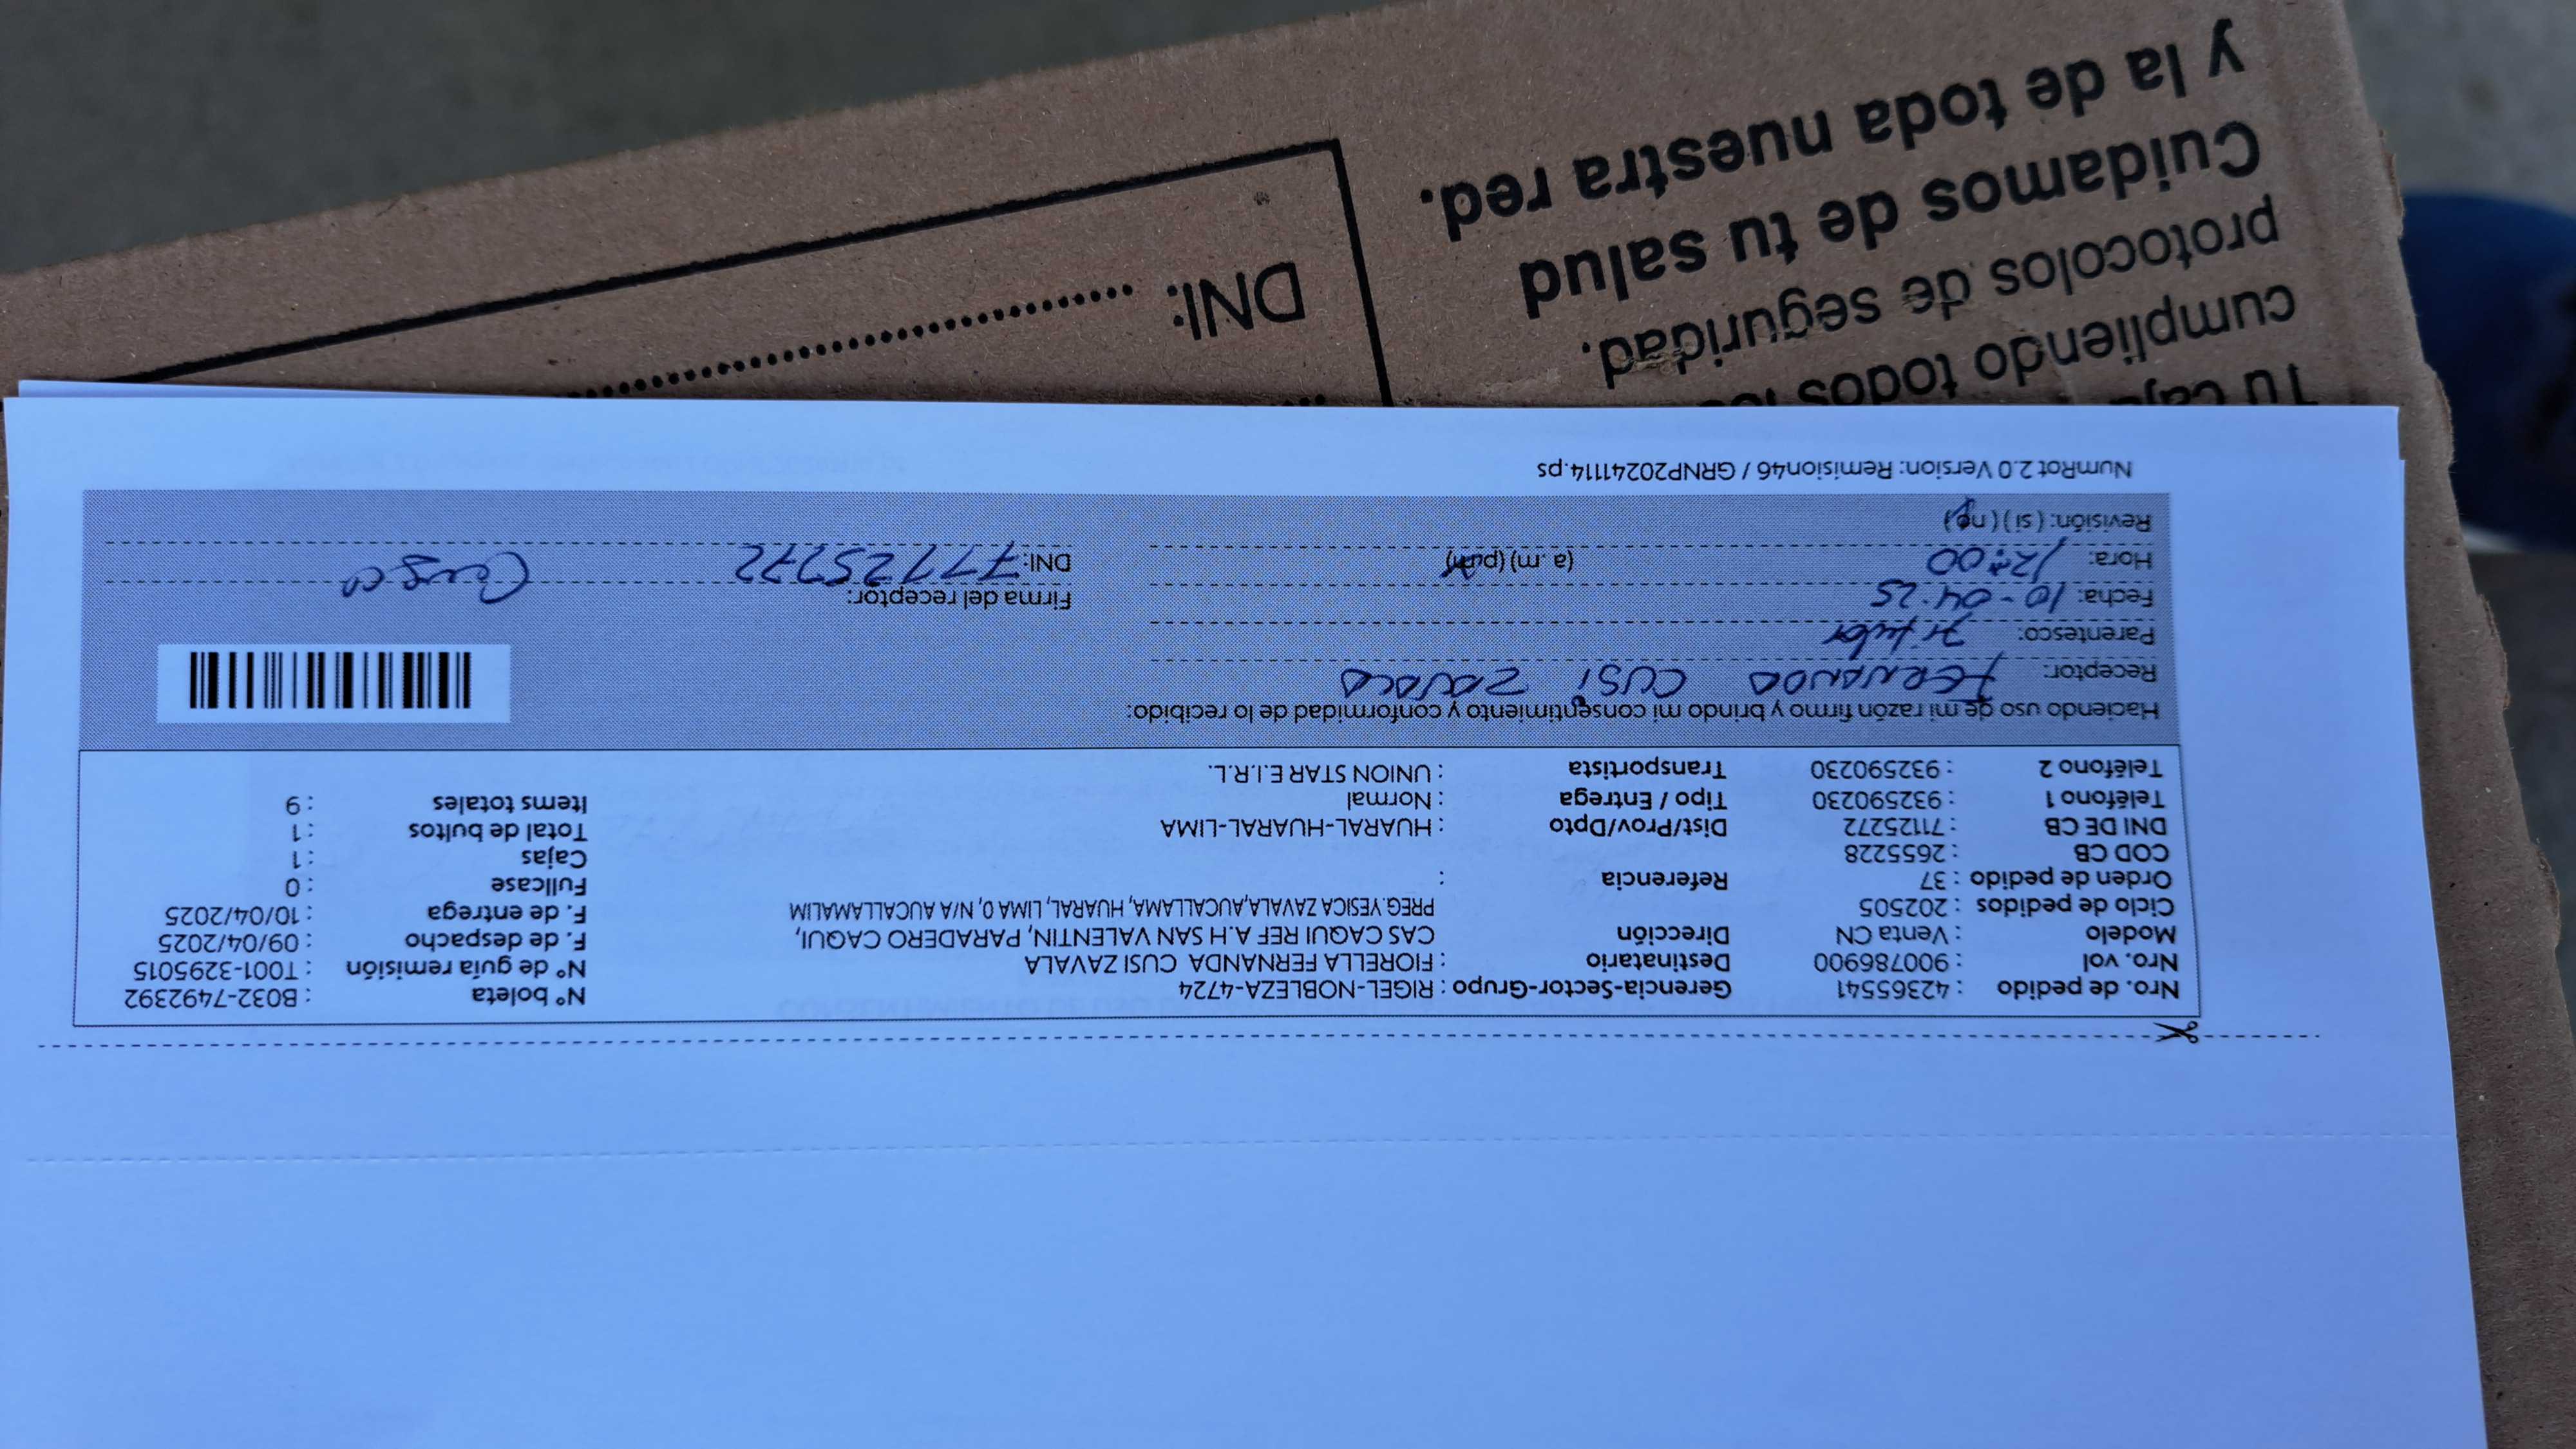 Nro. de pedido : 42365541 Gerencia-Sector-Grupo : RIGEL-NOBLEZA-4724 N° boleta : B032-7492392
Nro. vol : 900786900 Destinatario : FIORELLA FERNANDA CUSI ZAVALA N° de guia remisión : T001-3295015
Modelo : Venta CN Dirección CAS CAQUI REF A.H SAN VALENTIN, PARADERO CAQUI, F. de despacho : 09/04/2025
Ciclo de pedidos : 202505 PREG.YESICA ZAVALA,AUCALLAMA, HUARAL, LIMA 0, N/A AUCALLAMALIM F. de entrega : 10/04/2025
Orden de pedido : 37 Referencia : Fullcase : 0
COD CB : 2655228 Cajas : 1
DNI DE CB : 71125272 Dist/Prov/Dpto : HUARAL-HUARAL-LIMA Total de bultos : 1
Teléfono 1 : 932590230 Tipo / Entrega : Normal Items totales : 9
Teléfono 2 : 932590230 Transportista : UNION STAR E.I.R.L.
Haciendo uso de mi razón firmo y brindo mi consentimiento y conformidad de lo recibido:
Receptor: FERNANDA CUSI ZAVALA
Parentesco: Titular
Fecha: 10-04-25 Firma del receptor:
Hora: 12:00 (a .m) (p.m) DNI: 71125272
Revisión: ( si ) ( no )
NumRot 2.0 Version: Remision46 / GRNP20241114.ps
cumpliendo todos
protocolos de seguridad.
Cuidamos de tu salud
y la de toda nuestra red.
DNI: